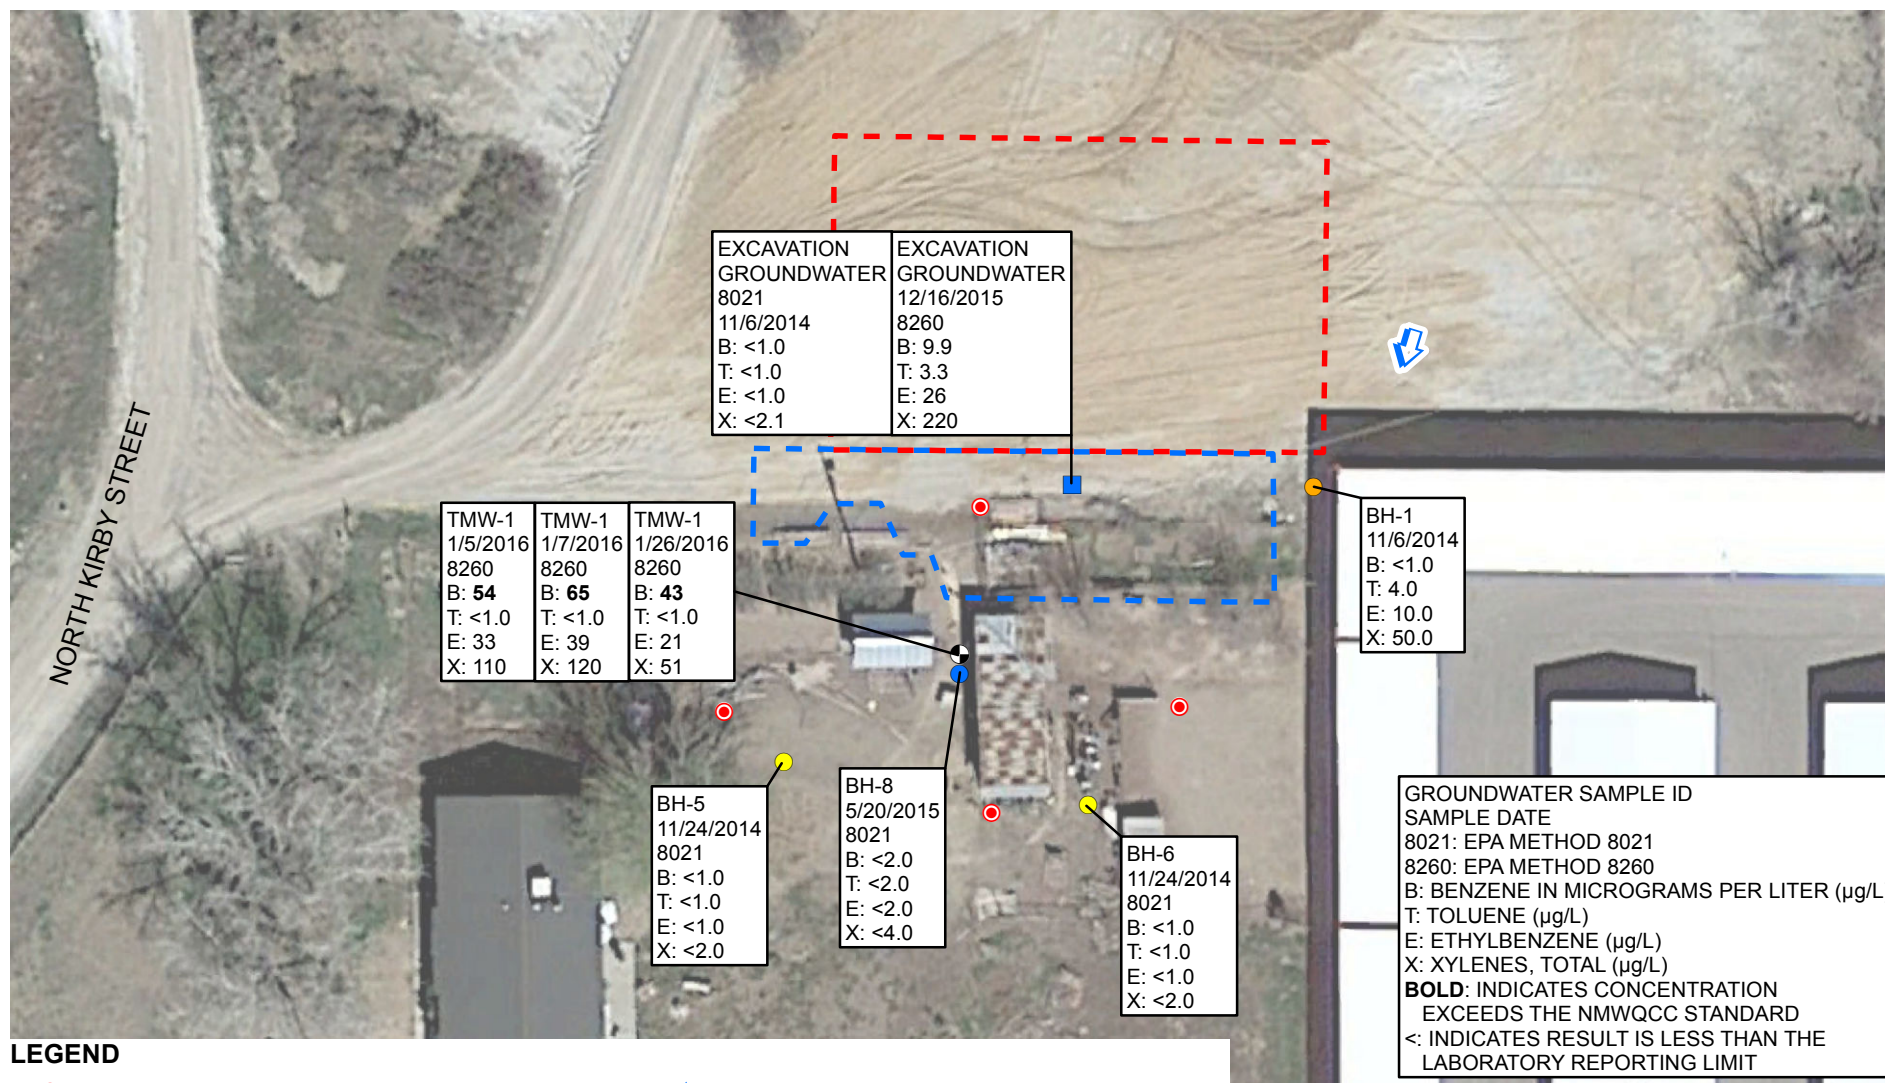 EXCAVATION
GROUNDWATER
8021
11/6/2014
B: <1.0
T: <1.0
E: <1.0
X: <2.1
EXCAVATION
GROUNDWATER
12/16/2015
8260
B: 9.9
T: 3.3
E: 26
X: 220
NORTH KIRBY STREET
TMW-1
1/5/2016
8260
B: 54
T: <1.0
E: 33
X: 110
TMW-1
1/7/2016
8260
B: 65
T: <1.0
E: 39
X: 120
TMW-1
1/26/2016
8260
B: 43
T: <1.0
E: 21
X: 51
BH-1
11/6/2014
B: <1.0
T: 4.0
E: 10.0
X: 50.0
BH-5
11/24/2014
8021
B: <1.0
T: <1.0
E: <1.0
X: <2.0
BH-8
5/20/2015
8021
B: <2.0
T: <2.0
E: <2.0
X: <4.0
BH-6
11/24/2014
8021
B: <1.0
T: <1.0
E: <1.0
X: <2.0
GROUNDWATER SAMPLE ID
SAMPLE DATE
8021: EPA METHOD 8021
8260: EPA METHOD 8260
B: BENZENE IN MICROGRAMS PER LITER (µg/L
T: TOLUENE (µg/L)
E: ETHYLBENZENE (µg/L)
X: XYLENES, TOTAL (µg/L)
BOLD: INDICATES CONCENTRATION
EXCEEDS THE NMWQCC STANDARD
<: INDICATES RESULT IS LESS THAN THE
LABORATORY REPORTING LIMIT
LEGEND